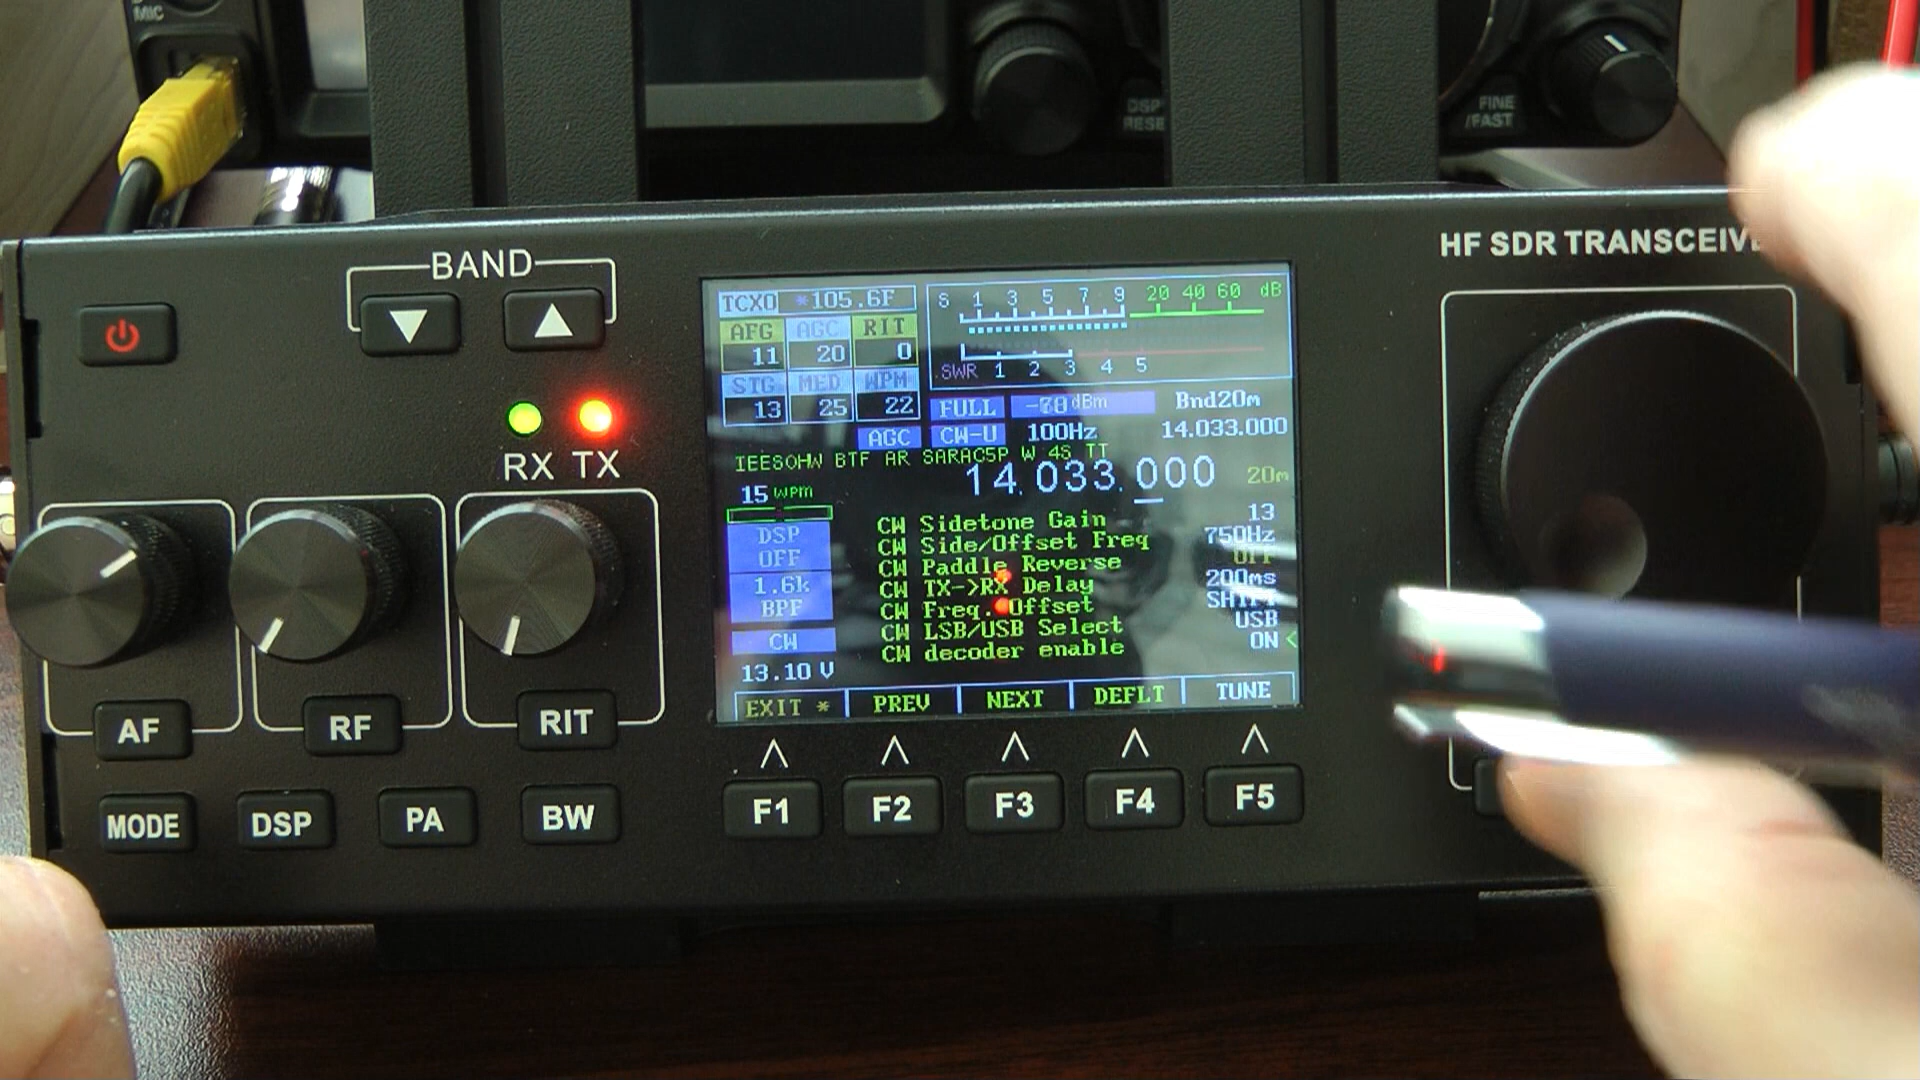 MIC
DSP
RESE
FINE
/FAST
HF SDR TRANSCEIVE
BAND
RX TX
AF
RF
RIT
MODE
DSP
PA
BW
TCXO *105.6F
AFG AGC RIT
11 20 0
STG MED WPM
13 25 22
S 1 3 5 7 9 20 40 60 dB
SWR 1 2 3 4 5
FULL dBm Bnd20m
AGC CW-U 100Hz 14.033.000
IEESOHW BTF AR SARAC5P W 4S TT
14.033.000 20m
15 wpm
DSP
OFF
1.6k
BPF
CW
13.10 V
CW Sidetone Gain 13
CW Side/Offset Freq 750Hz
CW Paddle Reverse OFF
CW TX->RX Delay 200ms
CW Freq. Offset SHIFT
CW LSB/USB Select USB
CW decoder enable ON <
EXIT * PREV NEXT DEFLT TUNE
F1 F2 F3 F4 F5